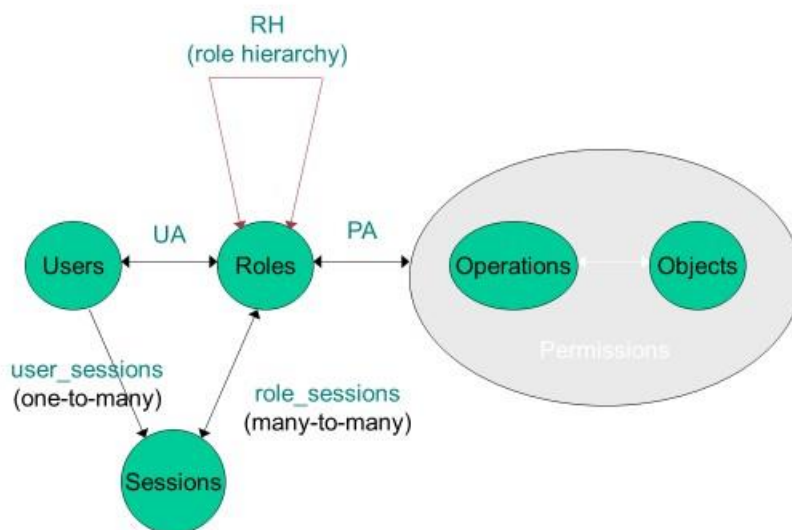 RH
(role hierarchy)
UA
PA
Users
Roles
Operations
Objects
Permissions
user_sessions
(one-to-many)
role_sessions
(many-to-many)
Sessions